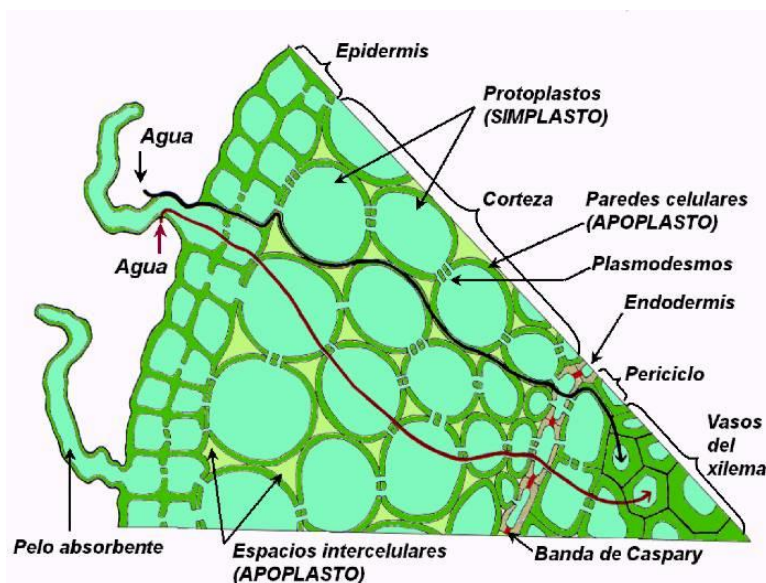 Epidermis
Protoplastos
(SIMPLASTO)
Agua
Corteza
Paredes celulares
(APOPLASTO)
Agua
Plasmodesmos
Endodermis
Periciclo
Vasos
del
xilema
Pelo absorbente
Espacios intercelulares
(APOPLASTO)
Banda de Caspary